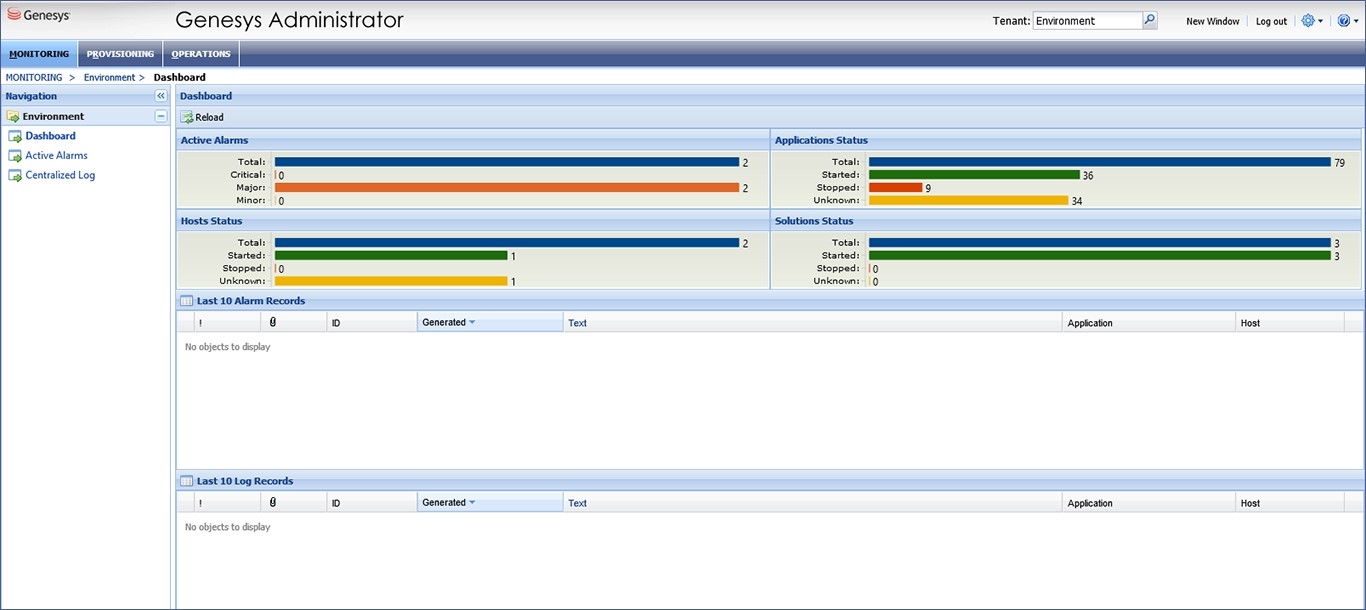 Genesys
Genesys Administrator
Tenant: Environment
New Window
Log out
MONITORING PROVISIONING OPERATIONS
MONITORING > Environment > Dashboard
Navigation
Environment
Dashboard
Active Alarms
Centralized Log
Dashboard
Reload
Active Alarms
Total: 2
Critical: 0
Major: 2
Minor: 0
Applications Status
Total: 79
Started: 36
Stopped: 9
Unknown: 34
Hosts Status
Total: 2
Started: 1
Stopped: 0
Unknown: 1
Solutions Status
Total: 3
Started: 3
Stopped: 0
Unknown: 0
Last 10 Alarm Records
! ID Generated Text Application Host
No objects to display
Last 10 Log Records
! ID Generated Text Application Host
No objects to display